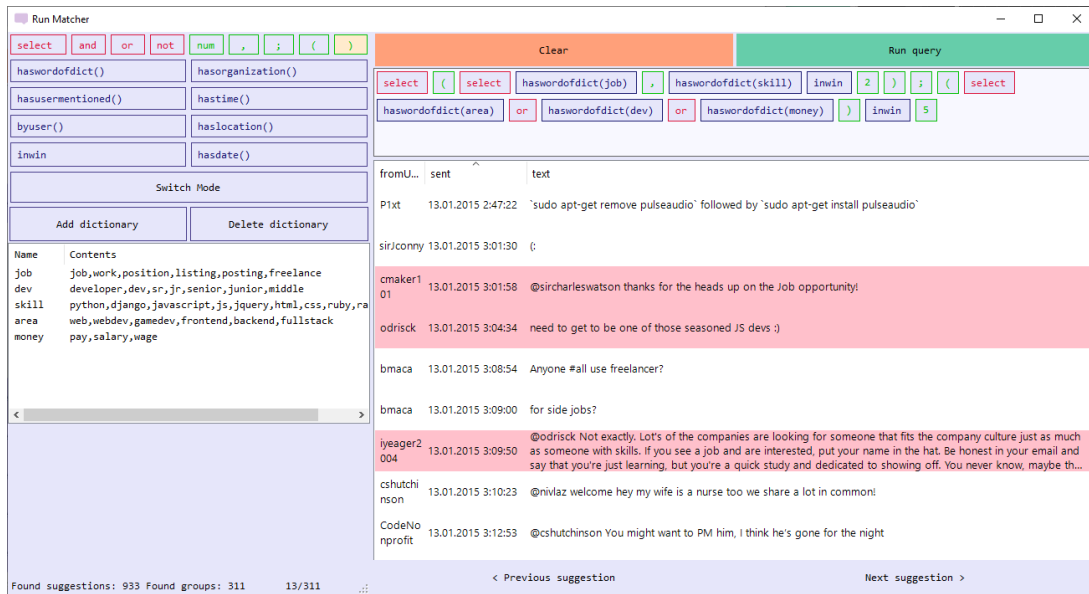 Run Matcher
select and or not num , ; ( )
Clear
Run query
haswordofdict() hasorganization()
hasusermentioned() hastime()
byuser() haslocation()
inwin hasdate()
Switch Mode
Add dictionary Delete dictionary
Name Contents
job job,work,position,listing,posting,freelance
dev developer,dev,sr,jr,senior,junior,middle
skill python,django,javascript,js,jquery,html,css,ruby,ra
area web,webdev,gamedev,frontend,backend,fullstack
money pay,salary,wage
select ( select haswordofdict(job) , haswordofdict(skill) inwin 2 ) ; ( select
haswordofdict(area) or haswordofdict(dev) or haswordofdict(money) ) inwin 5
fromU... sent text
P1xt 13.01.2015 2:47:22 `sudo apt-get remove pulseaudio` followed by `sudo apt-get install pulseaudio`
sirJconny 13.01.2015 3:01:30 (:
cmaker1
01 13.01.2015 3:01:58 @sircharleswatson thanks for the heads up on the Job opportunity!
odrisck 13.01.2015 3:04:34 need to get to be one of those seasoned JS devs :)
bmaca 13.01.2015 3:08:54 Anyone #all use freelancer?
bmaca 13.01.2015 3:09:00 for side jobs?
iyeager2
004 13.01.2015 3:09:50 @odrisck Not exactly. Lot's of the companies are looking for someone that fits the company culture just as much
as someone with skills. If you see a job and are interested, put your name in the hat. Be honest in your email and
say that you're just learning, but you're a quick study and dedicated to showing off. You never know, maybe th...
cshutchi
nson 13.01.2015 3:10:23 @nivlaz welcome hey my wife is a nurse too we share a lot in common!
CodeNo
nprofit 13.01.2015 3:12:53 @cshutchinson You might want to PM him, I think he's gone for the night
Found suggestions: 933 Found groups: 311 13/311
< Previous suggestion Next suggestion >